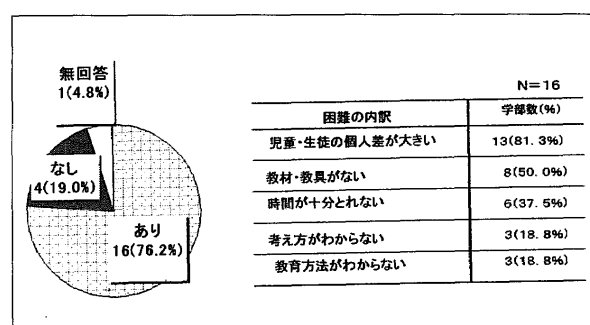 無回答
1(4.8%)
なし
4(19.0%)
あり
16(76.2%)
N=16
困難の内訳 学部数(%)
児童・生徒の個人差が大きい 13(81.3%)
教材・教具がない 8(50.0%)
時間が十分とれない 6(37.5%)
考え方がわからない 3(18.8%)
教育方法がわからない 3(18.8%)